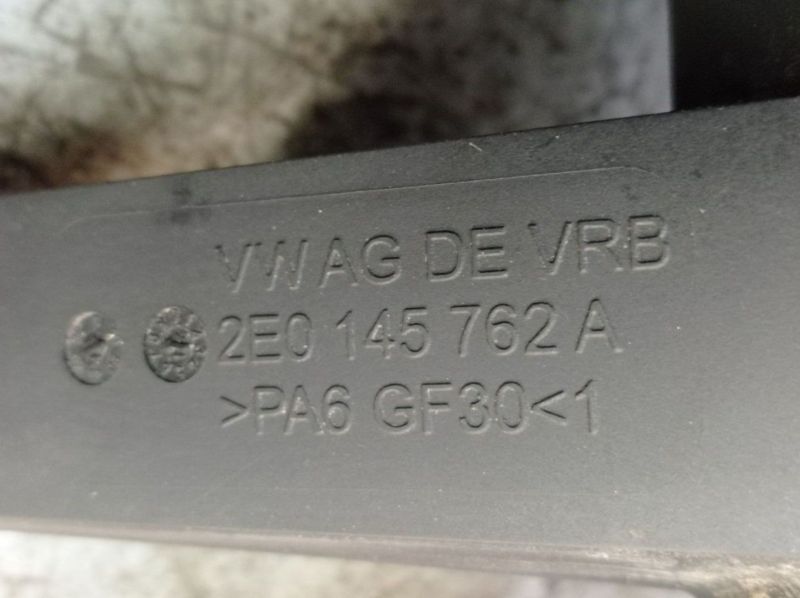 VW AG DE VRB
2E0 145 762 A
>PA6 GF30<1